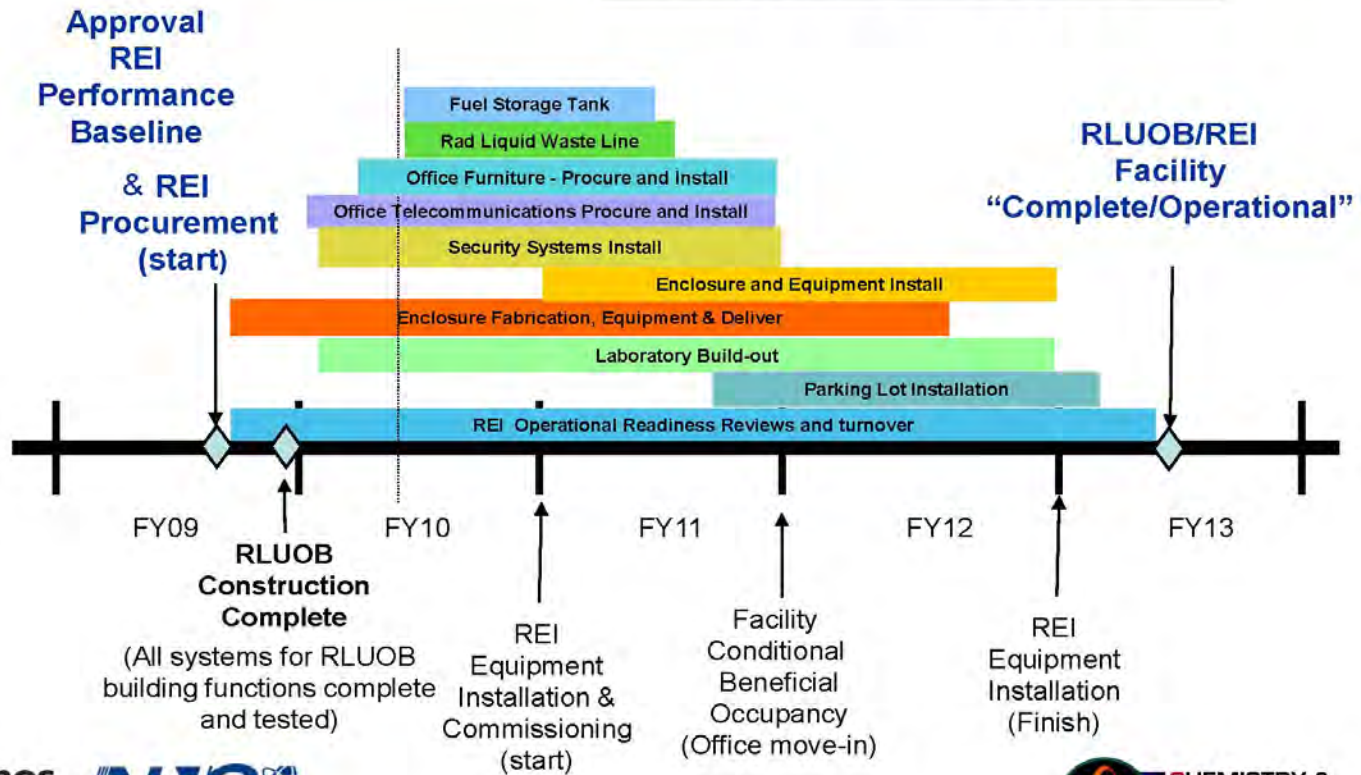 Approval
REI
Performance
Baseline
& REI
Procurement
(start)
Fuel Storage Tank
Rad Liquid Waste Line
Office Furniture - Procure and Install
Office Telecommunications Procure and Install
Security Systems Install
Enclosure and Equipment Install
Enclosure Fabrication, Equipment & Deliver
Laboratory Build-out
Parking Lot Installation
REI Operational Readiness Reviews and turnover
RLUOB/REI
Facility
“Complete/Operational”
FY09
FY10
FY11
FY12
FY13
RLUOB
Construction
Complete
(All systems for RLUOB
building functions complete
and tested)
REI
Equipment
Installation &
Commissioning
(start)
Facility
Conditional
Beneficial
Occupancy
(Office move-in)
REI
Equipment
Installation
(Finish)